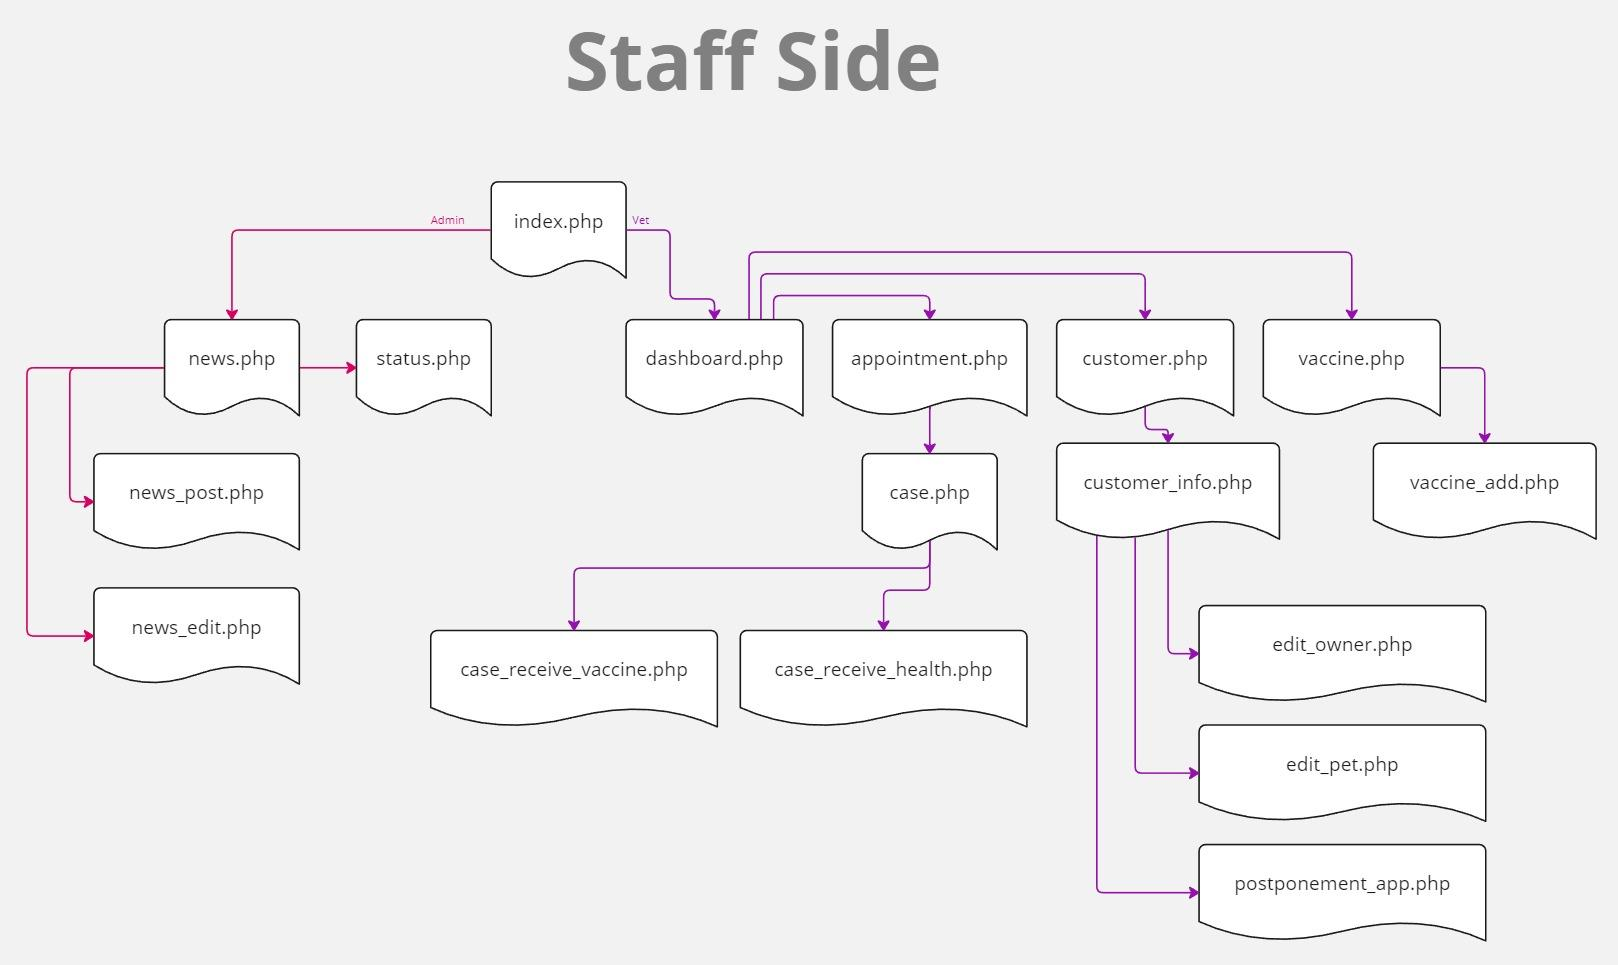 Staff Side
index.php
Admin
Vet
news.php
status.php
dashboard.php
appointment.php
customer.php
vaccine.php
news_post.php
case.php
customer_info.php
vaccine_add.php
news_edit.php
case_receive_vaccine.php
case_receive_health.php
edit_owner.php
edit_pet.php
postponement_app.php